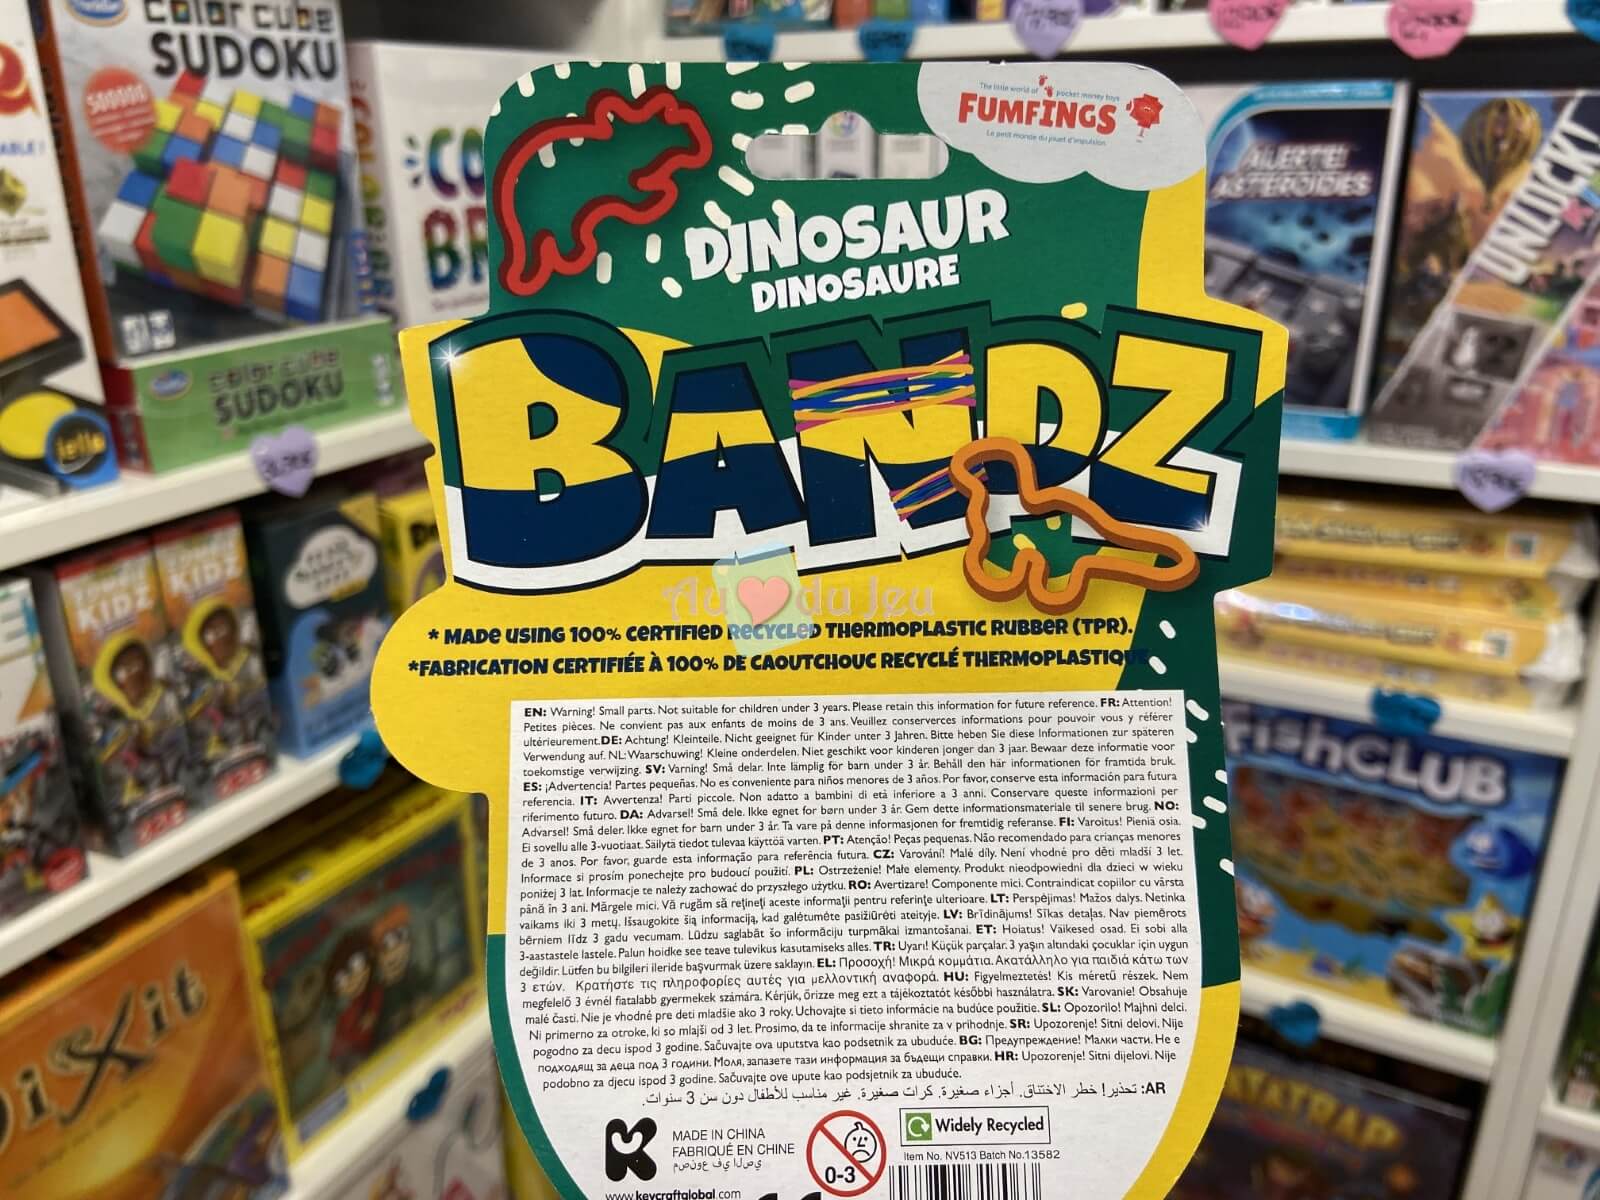 The little world of pocket money toys
FUMFINGS
Le petit monde du jouet d'impulsion
DINOSAUR
DINOSAURE
BANDZ
Au du Jeu
* MADE USING 100% CERTIFIED RECYCLED THERMOPLASTIC RUBBER (TPR).
*FABRICATION CERTIFIÉE À 100% DE CAOUTCHOUC RECYCLÉ THERMOPLASTIQUE
EN: Warning! Small parts. Not suitable for children under 3 years. Please retain this information for future reference. FR: Attention!
Petites pièces. Ne convient pas aux enfants de moins de 3 ans. Veuillez conserverces informations pour pouvoir vous y référer
ultérieurement. DE: Achtung! Kleinteile. Nicht geeignet für Kinder unter 3 Jahren. Bitte heben Sie diese Informationen zur späteren
Verwendung auf. NL: Waarschuwing! Kleine onderdelen. Niet geschikt voor kinderen jonger dan 3 jaar. Bewaar deze informatie voor
toekomstige verwijzing. SV: Varning! Små delar. Inte lämplig för barn under 3 år. Behåll den här informationen för framtida bruk.
ES: ¡Advertencia! Partes pequeñas. No es conveniente para niños menores de 3 años. Por favor, conserve esta información para futura
referencia. IT: Avvertenza! Parti piccole. Non adatto a bambini di età inferiore a 3 anni. Conservare queste informazioni per
riferimento futuro. DA: Advarsel! Små dele. Ikke egnet for børn under 3 år. Gem dette informationsmateriale til senere brug. NO:
Advarsel! Små deler. Ikke egnet for barn under 3 år. Ta vare på denne informasjonen for fremtidig referanse. FI: Varoitus! Pieniä osia.
Ei sovellu alle 3-vuotiaat. Säilytä tiedot tulevaa käyttöä varten. PT: Atenção! Peças pequenas. Não recomendado para crianças menores
de 3 anos. Por favor, guarde esta informação para referência futura. CZ: Varování! Malé díly. Není vhodné pro děti mladší 3 let.
Informace si prosím ponechejte pro budoucí použití. PL: Ostrzeżenie! Małe elementy. Produkt nieodpowiedni dla dzieci w wieku
poniżej 3 lat. Informacje te należy zachować do przyszłego użytku. RO: Avertizare! Componente mici. Contraindicat copiilor cu vârsta
până în 3 ani. Mărgele mici. Vă rugăm să reţineţi aceste informaţii pentru referinţe ulterioare. LT: Perspėjimas! Mažos dalys. Netinka
vaikams iki 3 metų. Išsaugokite šią informaciją, kad galėtumėte pasižiūrėti ateityje. LV: Brīdinājums! Sīkas detaļas. Nav piemērots
bērniem līdz 3 gadu vecumam. Lūdzu saglabāt šo informāciju turpmākai izmantošanai. ET: Hoiatus! Väikesed osad. Ei sobi alla
3-aastastele lastele. Palun hoidke see teave tulevikus kasutamiseks alles. TR: Uyarı! Küçük parçalar. 3 yaşın altındaki çocuklar için uygun
değildir. Lütfen bu bilgileri ileride başvurmak üzere saklayın. EL: Προσοχή! Μικρά κομμάτια. Ακατάλληλο για παιδιά κάτω των
3 ετών. Κρατήστε τις πληροφορίες αυτές για μελλοντική αναφορά. HU: Figyelmeztetés! Kis méretű részek. Nem
megfelelő 3 évnél fiatalabb gyermekek számára. Kérjük, őrizze meg ezt a tájékoztatót későbbi használatra. SK: Varovanie! Obsahuje
malé časti. Nie je vhodné pre deti mladšie ako 3 roky. Uchovajte si tieto informácie na budúce použitie. SL: Opozorilo! Majhni delci.
Ni primerno za otroke, ki so mlajši od 3 let. Prosimo, da te informacije shranite za v prihodnje. SR: Upozorenje! Sitni delovi. Nije
pogodno za decu ispod 3 godine. Sačuvajte ova uputstva kao podsetnik za ubuduće. BG: Предупреждение! Малки части. Не е
подходящ за деца под 3 години. Моля, запазете тази информация за бъдещи справки. HR: Upozorenje! Sitni dijelovi. Nije
podobno za djecu ispod 3 godine. Sačuvajte ove upute kao podsjetnik za ubuduće.
AR: تحذير! خطر الاختناق. أجزاء صغيرة. كرات صغيرة. غير مناسب للأطفال دون سن 3 سنوات.
MADE IN CHINA
FABRIQUÉ EN CHINE
مصنوع في الصين
www.keycraftglobal.com
0-3
Widely Recycled
Item No. NV513 Batch No.13582
color cube
SUDOKU
color cube
SUDOKU
KIDZ
KIDZ
iello
DiXit
ALERTE!
ASTEROIDES
UNLOCK!
FISHCLUB